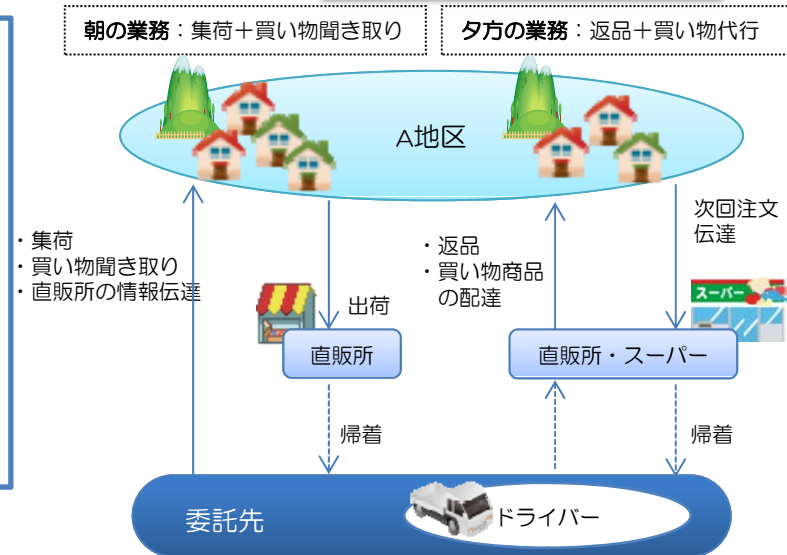 朝の業務：集荷＋買い物聞き取り
夕方の業務：返品＋買い物代行
A地区
・集荷
・買い物聞き取り
・直販所の情報伝達
出荷
・返品
・買い物商品
の配達
次回注文
伝達
スーパー
直販所
直販所・スーパー
帰着
帰着
委託先
ドライバー